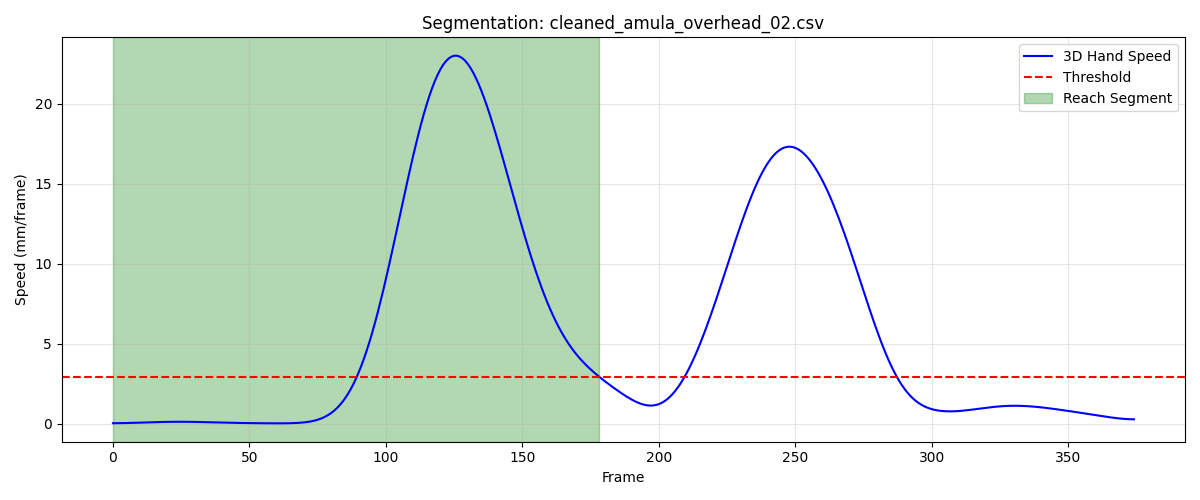 Segmentation: cleaned_amula_overhead_02.csv
3D Hand Speed
Threshold
Reach Segment
Speed (mm/frame)
20
15
10
5
0
0 50 100 150 200 250 300 350
Frame